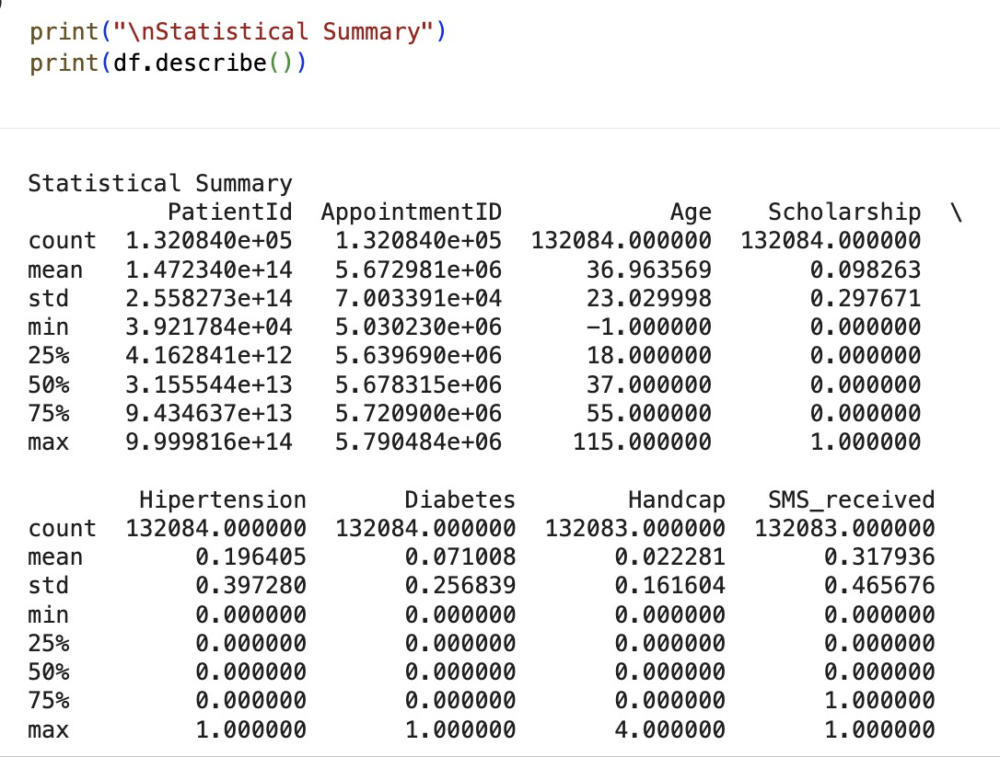 print("\nStatistical Summary")
print(df.describe())
Statistical Summary
PatientId AppointmentID Age Scholarship \
count 1.320840e+05 1.320840e+05 132084.000000 132084.000000
mean 1.472340e+14 5.672981e+06 36.963569 0.098263
std 2.558273e+14 7.003391e+04 23.029998 0.297671
min 3.921784e+04 5.030230e+06 −1.000000 0.000000
25% 4.162841e+12 5.639690e+06 18.000000 0.000000
50% 3.155544e+13 5.678315e+06 37.000000 0.000000
75% 9.434637e+13 5.720900e+06 55.000000 0.000000
max 9.999816e+14 5.790484e+06 115.000000 1.000000
Hipertension Diabetes Handcap SMS_received
count 132084.000000 132084.000000 132083.000000 132083.000000
mean 0.196405 0.071008 0.022281 0.317936
std 0.397280 0.256839 0.161604 0.465676
min 0.000000 0.000000 0.000000 0.000000
25% 0.000000 0.000000 0.000000 0.000000
50% 0.000000 0.000000 0.000000 0.000000
75% 0.000000 0.000000 0.000000 1.000000
max 1.000000 1.000000 4.000000 1.000000